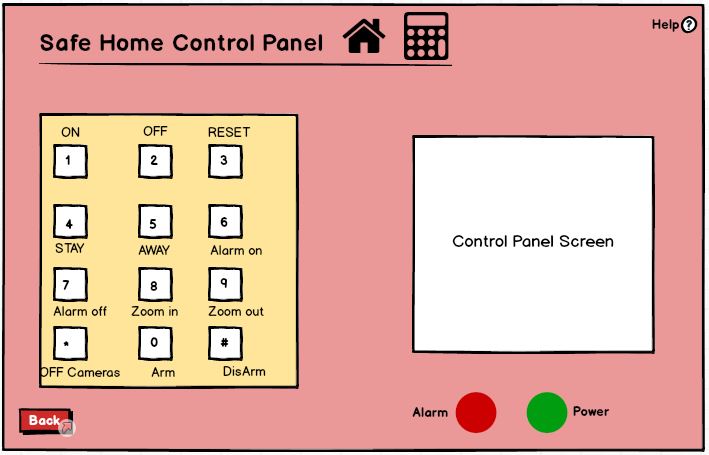 Help ?
Safe Home Control Panel
ON OFF RESET
1 2 3
4 5 6
STAY AWAY Alarm on
7 8 9
Alarm off Zoom in Zoom out
* 0 #
OFF Cameras Arm DisArm
Control Panel Screen
Alarm Power
Back